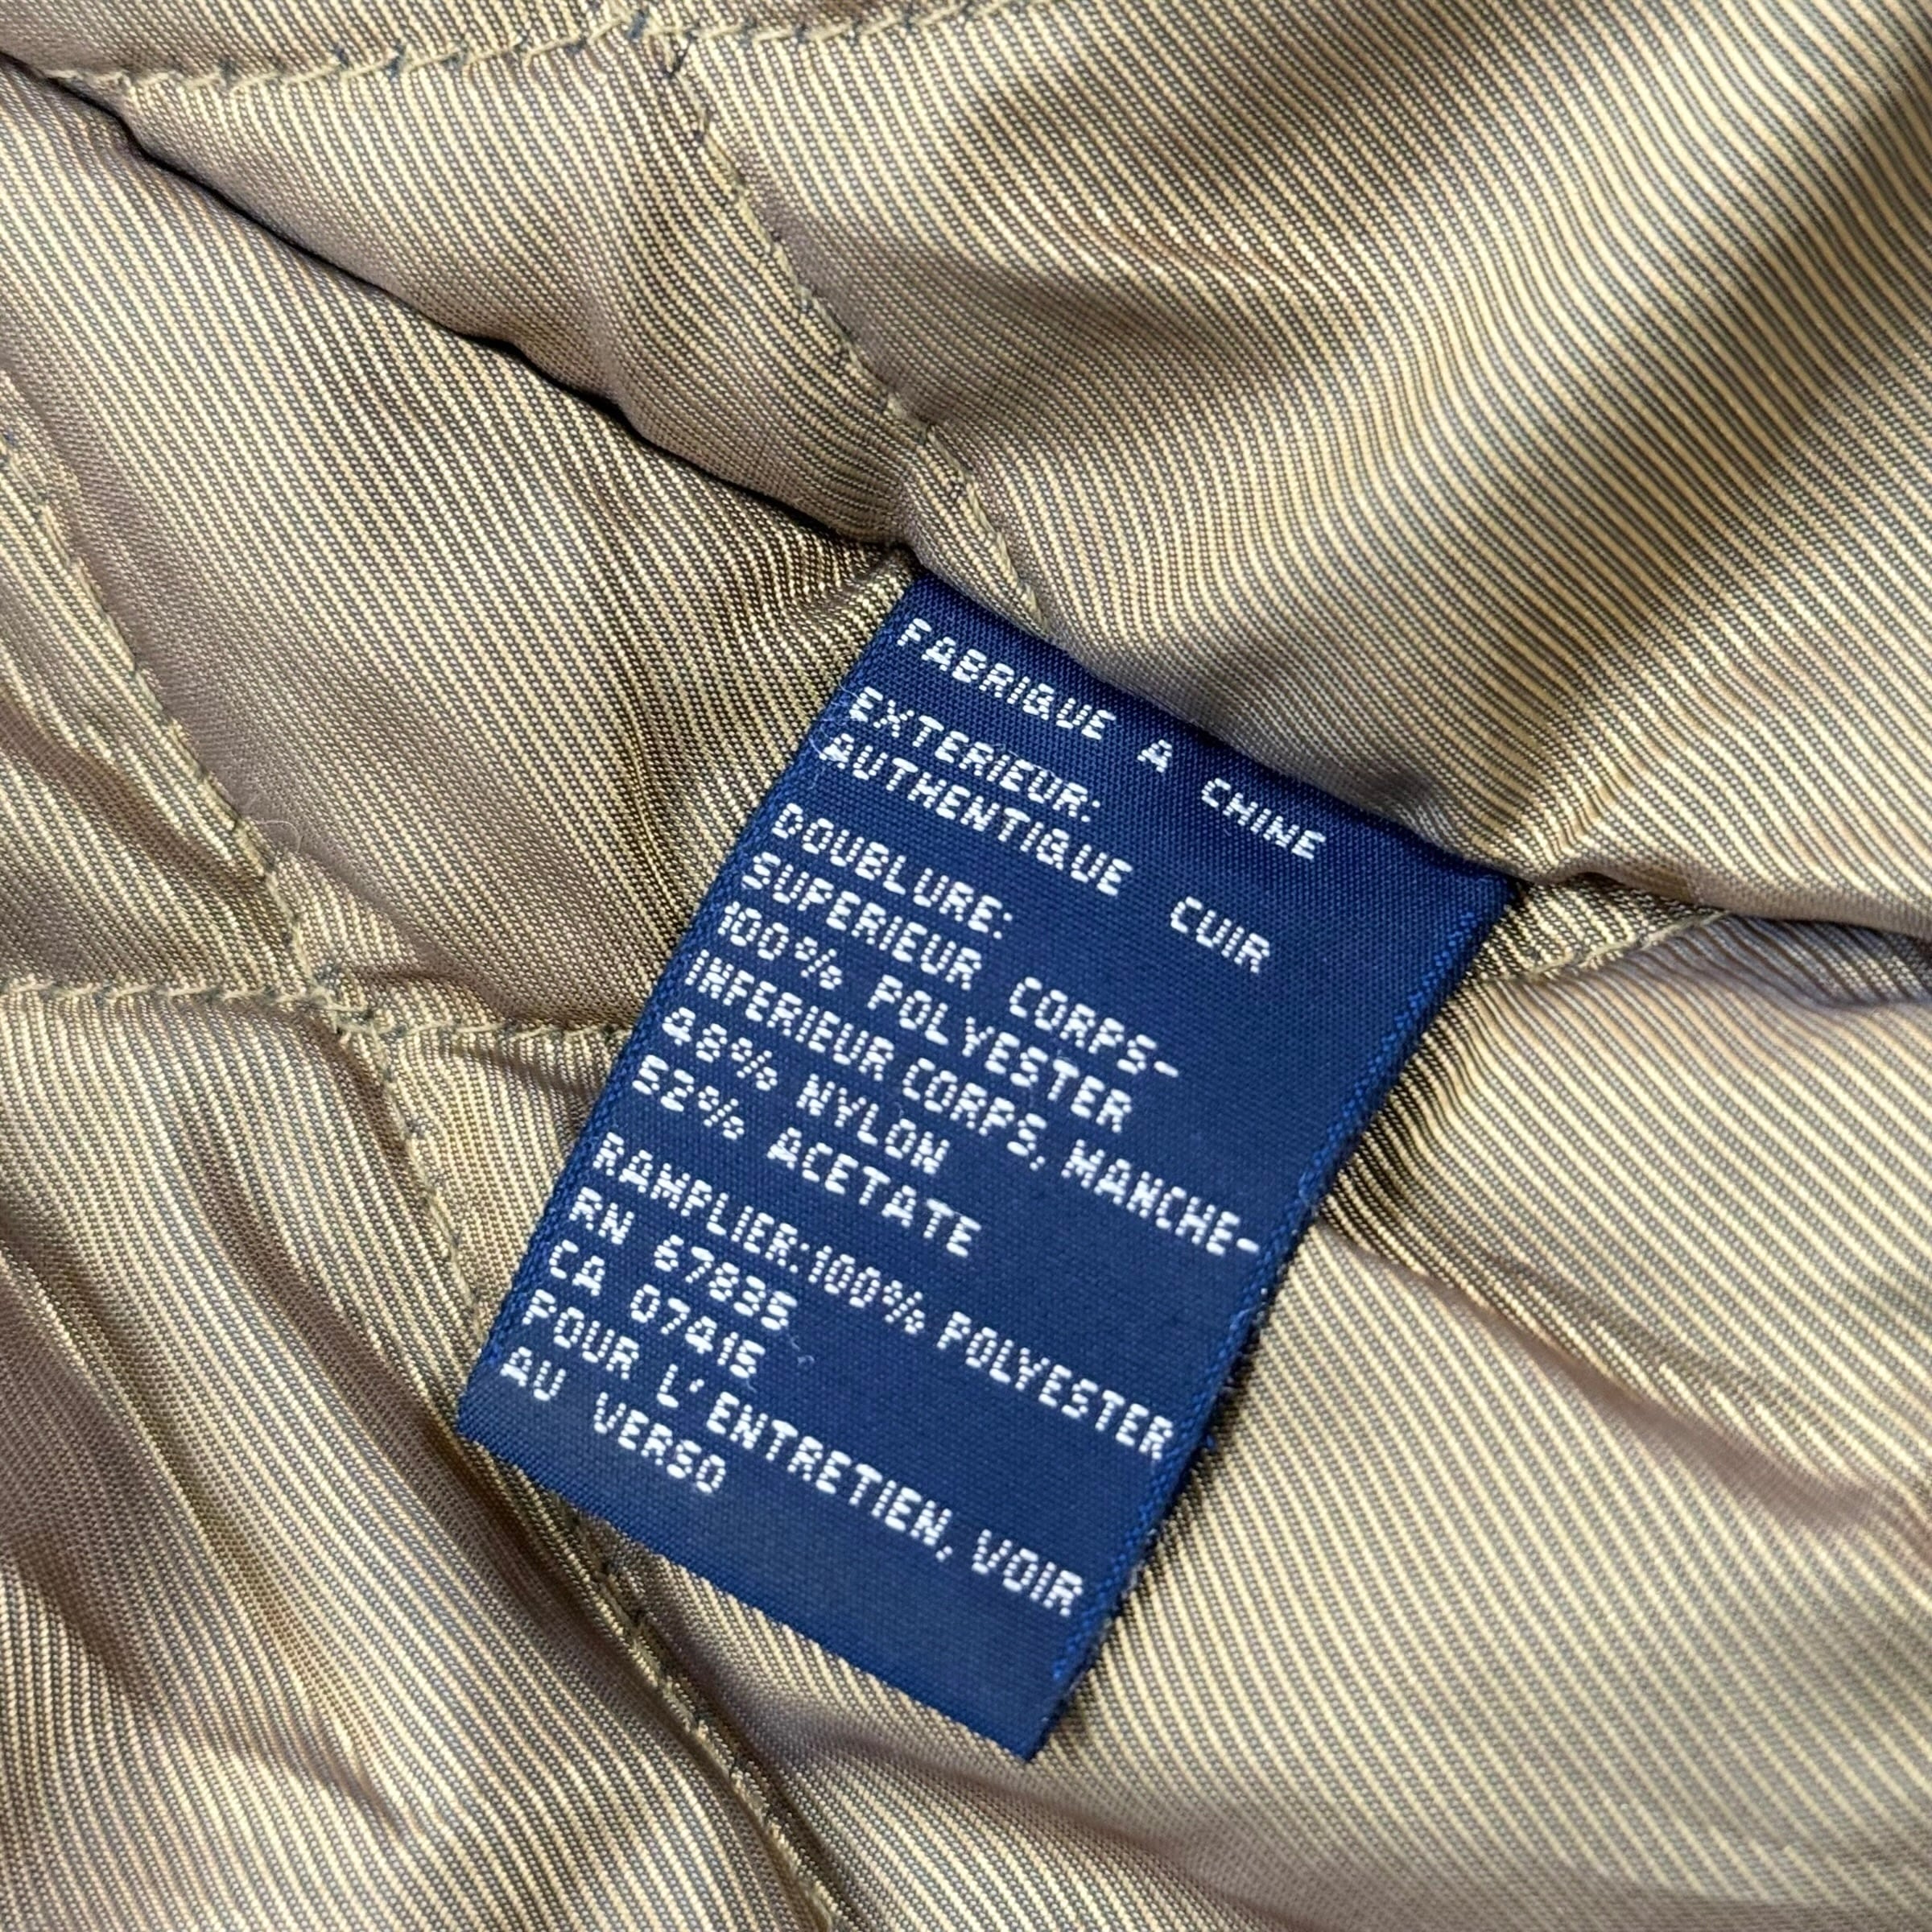 FABRIQUE A CHINE
EXTERIEUR:
AUTHENTIQUE CUIR
DOUBLURE:
SUPERIEUR CORPS-
100% POLYESTER
INFERIEUR CORPS, MANCHE-
48% NYLON
52% ACETATE
RAMPLIER:100% POLYESTER
RN 67835
CA 07415
POUR L'ENTRETIEN, VOIR
AU VERSO